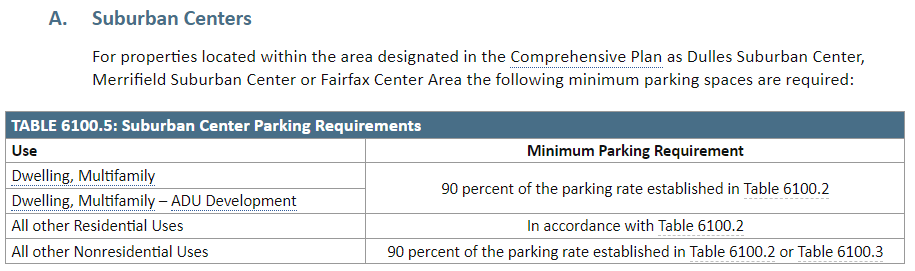 A. Suburban Centers
For properties located within the area designated in the Comprehensive Plan as Dulles Suburban Center,
Merrifield Suburban Center or Fairfax Center Area the following minimum parking spaces are required:
TABLE 6100.5: Suburban Center Parking Requirements
Use Minimum Parking Requirement
Dwelling, Multifamily
90 percent of the parking rate established in Table 6100.2
Dwelling, Multifamily – ADU Development
All other Residential Uses In accordance with Table 6100.2
All other Nonresidential Uses 90 percent of the parking rate established in Table 6100.2 or Table 6100.3